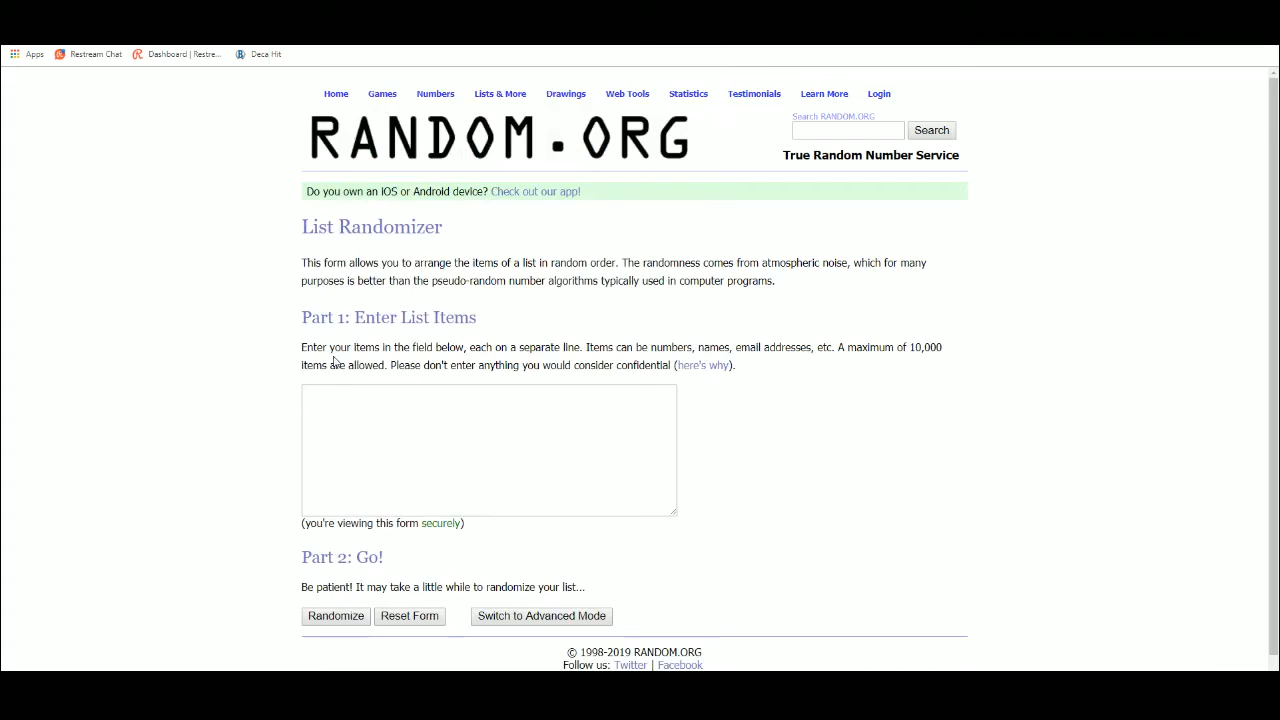 Apps Restream Chat Dashboard | Restre... Deca Hit
Home Games Numbers Lists & More Drawings Web Tools Statistics Testimonials Learn More Login
RANDOM.ORG
Search RANDOM.ORG
Search
True Random Number Service
Do you own an iOS or Android device? Check out our app!
List Randomizer
This form allows you to arrange the items of a list in random order. The randomness comes from atmospheric noise, which for many
purposes is better than the pseudo-random number algorithms typically used in computer programs.
Part 1: Enter List Items
Enter your items in the field below, each on a separate line. Items can be numbers, names, email addresses, etc. A maximum of 10,000
items are allowed. Please don't enter anything you would consider confidential (here's why).
(you're viewing this form securely)
Part 2: Go!
Be patient! It may take a little while to randomize your list...
Randomize Reset Form Switch to Advanced Mode
© 1998-2019 RANDOM.ORG
Follow us: Twitter | Facebook